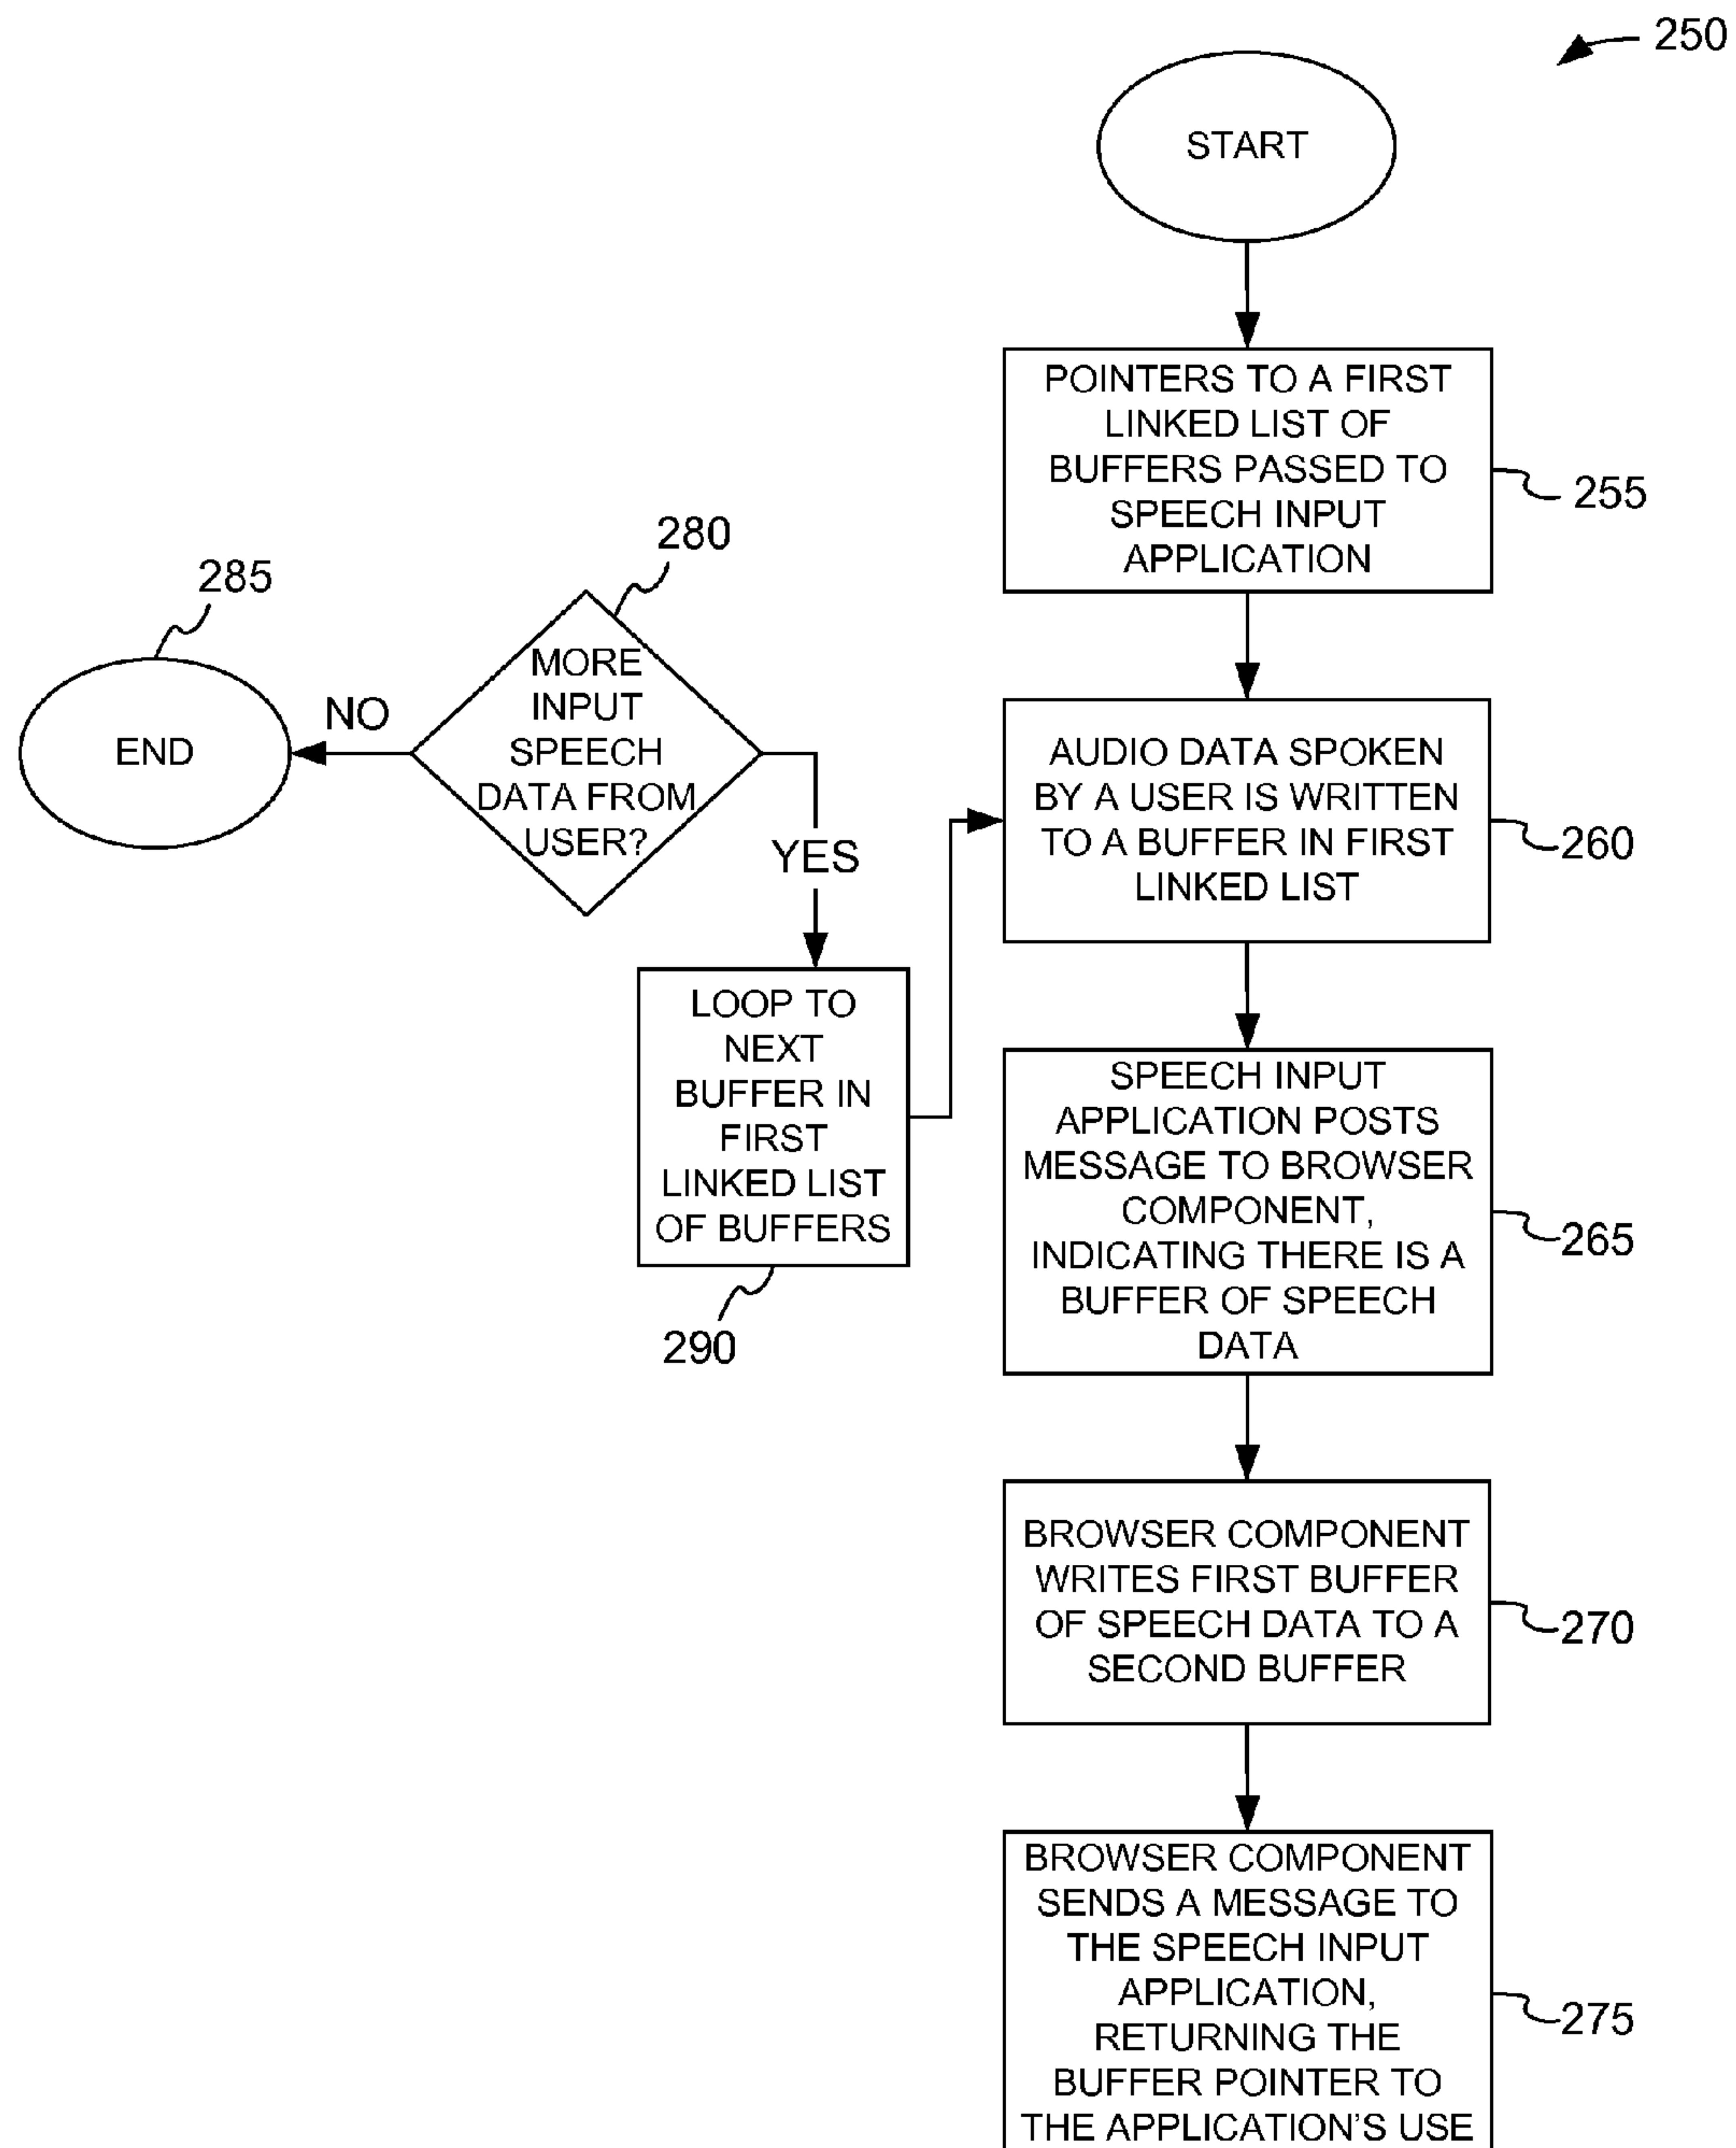 250
START
POINTERS TO A FIRST
LINKED LIST OF
BUFFERS PASSED TO
SPEECH INPUT
APPLICATION
255
280
285
MORE
INPUT
SPEECH
DATA FROM
USER?
NO
END
YES
AUDIO DATA SPOKEN
BY A USER IS WRITTEN
TO A BUFFER IN FIRST
LINKED LIST
260
LOOP TO
NEXT
BUFFER IN
FIRST
LINKED LIST
OF BUFFERS
290
SPEECH INPUT
APPLICATION POSTS
MESSAGE TO BROWSER
COMPONENT,
INDICATING THERE IS A
BUFFER OF SPEECH
DATA
265
BROWSER COMPONENT
WRITES FIRST BUFFER
OF SPEECH DATA TO A
SECOND BUFFER
270
BROWSER COMPONENT
SENDS A MESSAGE TO
THE SPEECH INPUT
APPLICATION,
RETURNING THE
BUFFER POINTER TO
THE APPLICATION'S USE
275